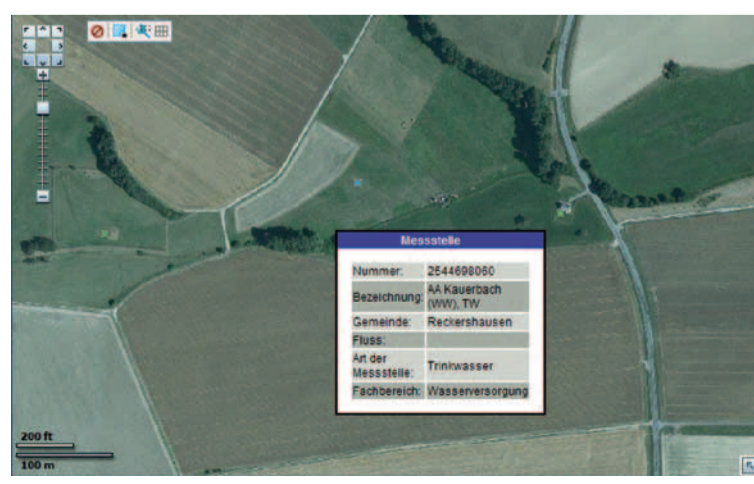 Messstelle
Nummer: 2544698060
Bezeichnung: AA Kauerbach
(WW), TW
Gemeinde: Reckershausen
Fluss:
Art der
Messstelle: Trinkwasser
Fachbereich: Wasserversorgung
200 ft
100 m